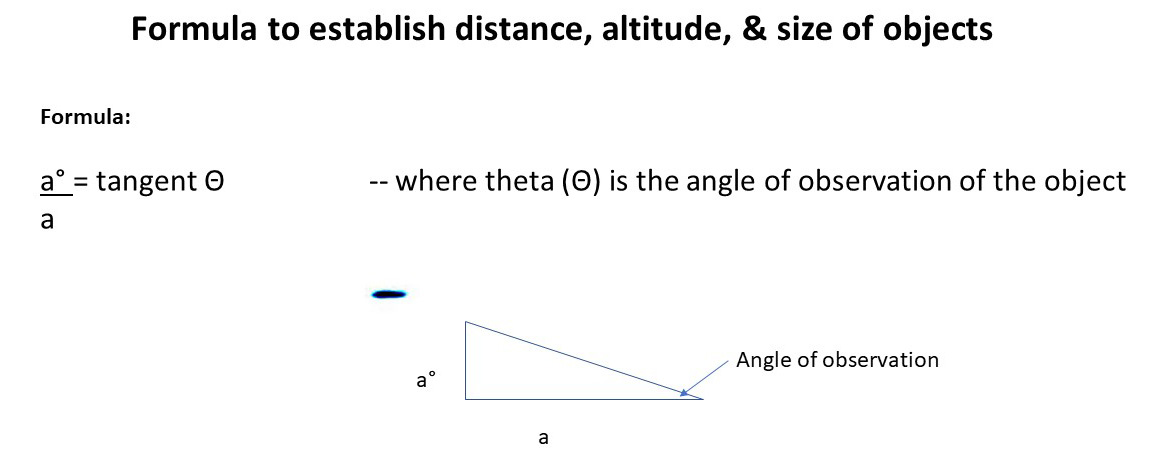 Formula to establish distance, altitude, & size of objects
Formula:
a° = tangent Θ -- where theta (Θ) is the angle of observation of the object
a
Angle of observation
a°
a